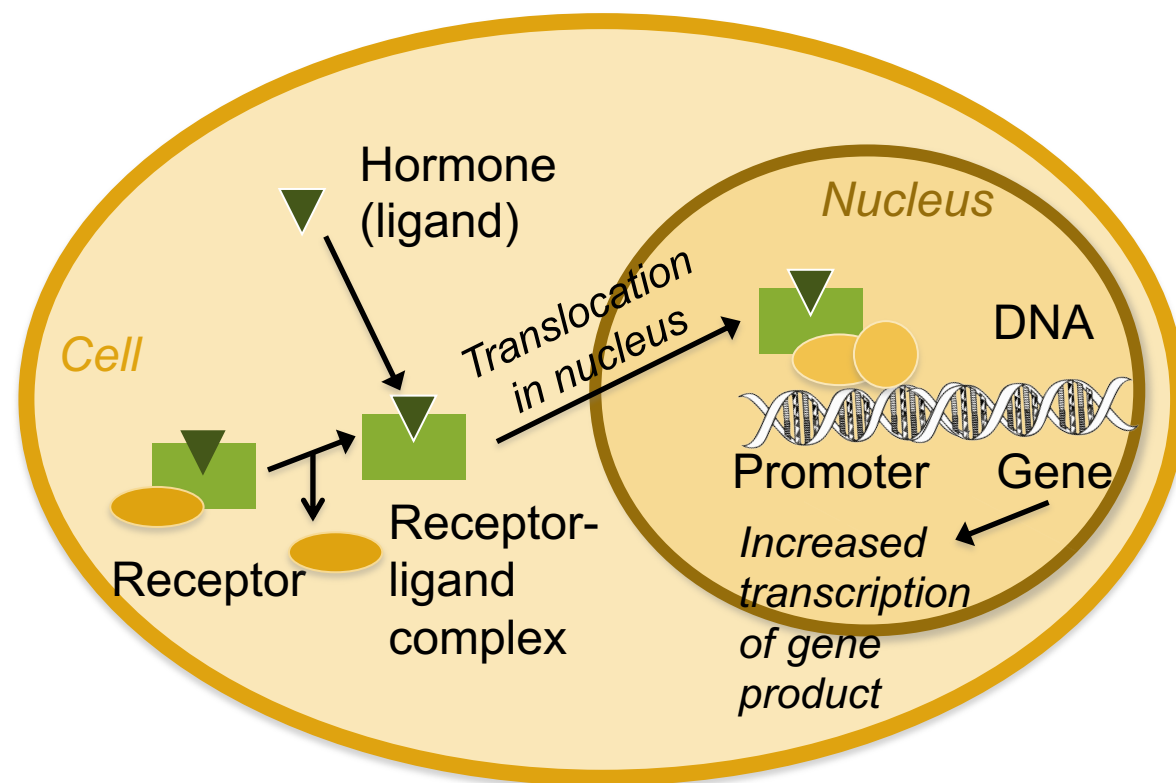 Hormone
(ligand)
Nucleus
Cell
Translocation
in nucleus
DNA
Promoter
Gene
Receptor
Receptor-
ligand
complex
Increased
transcription
of gene
product